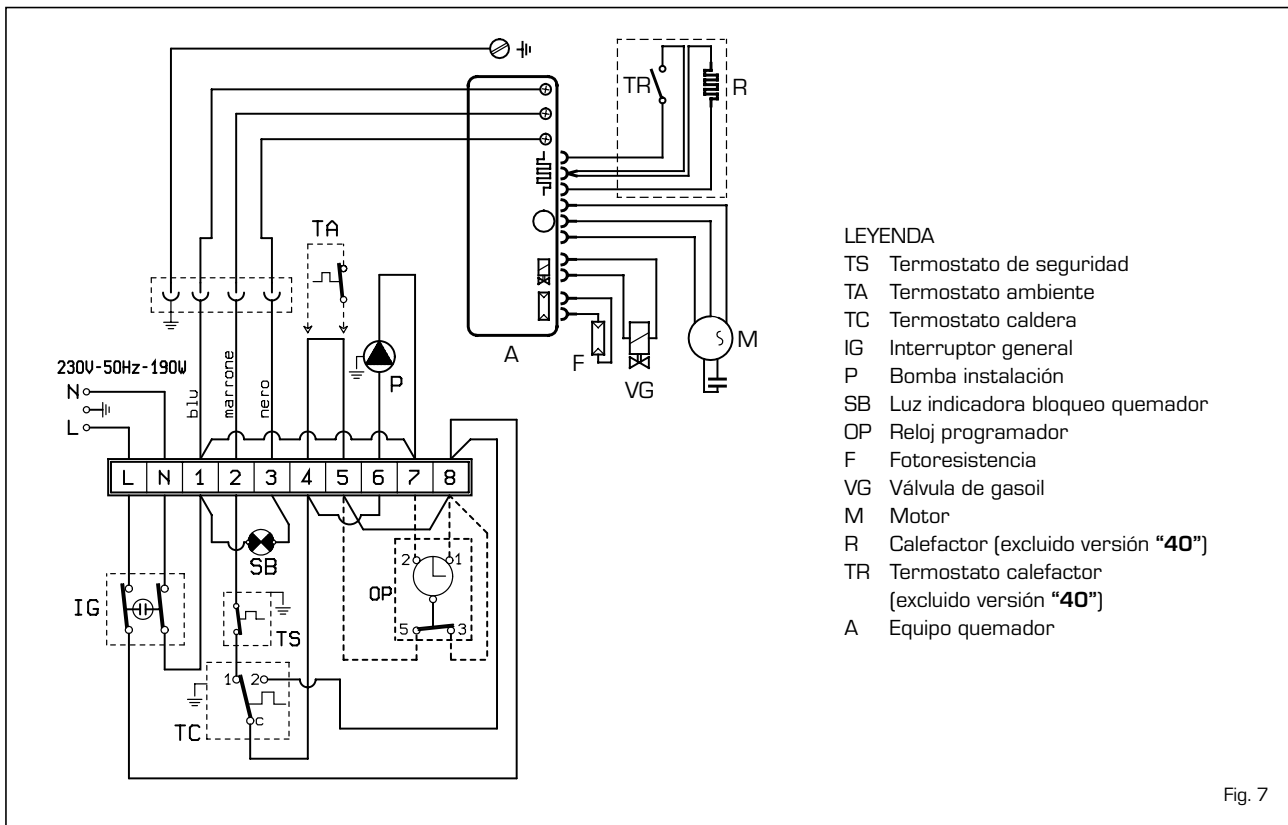 TR
R
TA
A
F
VG
M
P
230V-50Hz-190W
N
L
blu
marrone
nero
L N 1 2 3 4 5 6 7 8
SB
IG
TS
OP
2 1
5 3
1 2
c
TC
LEYENDA
TS Termostato de seguridad
TA Termostato ambiente
TC Termostato caldera
IG Interruptor general
P Bomba instalación
SB Luz indicadora bloqueo quemador
OP Reloj programador
F Fotoresistencia
VG Válvula de gasoil
M Motor
R Calefactor (excluido versión “40”)
TR Termostato calefactor
(excluido versión “40”)
A Equipo quemador
Fig. 7